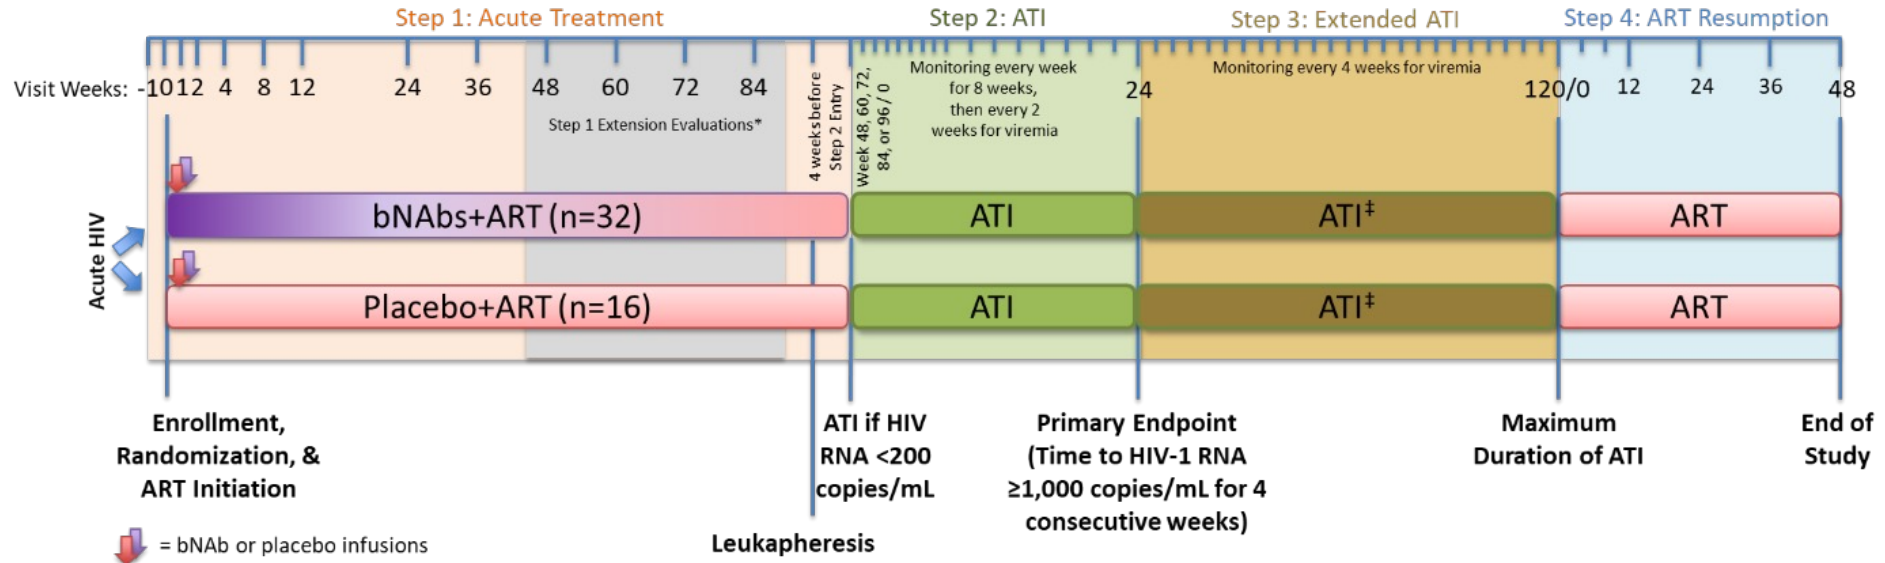 Step 1: Acute Treatment
Step 2: ATI
Step 3: Extended ATI
Step 4: ART Resumption
Visit Weeks: -1 0 1 2 4 8 12 24 36 48 60 72 84
Step 1 Extension Evaluations*
4 weeks before
Step 2 Entry
Week 48, 60, 72,
84, or 96 / 0
Monitoring every week
for 8 weeks,
then every 2
weeks for viremia
24
Monitoring every 4 weeks for viremia
120/0 12 24 36 48
Acute HIV
bNAbs+ART (n=32)
ATI
ATI‡
ART
Placebo+ART (n=16)
ATI
ATI‡
ART
Enrollment,
Randomization, &
ART Initiation
Leukapheresis
ATI if HIV
RNA <200
copies/mL
Primary Endpoint
(Time to HIV-1 RNA
≥1,000 copies/mL for 4
consecutive weeks)
Maximum
Duration of ATI
End of
Study
= bNAb or placebo infusions